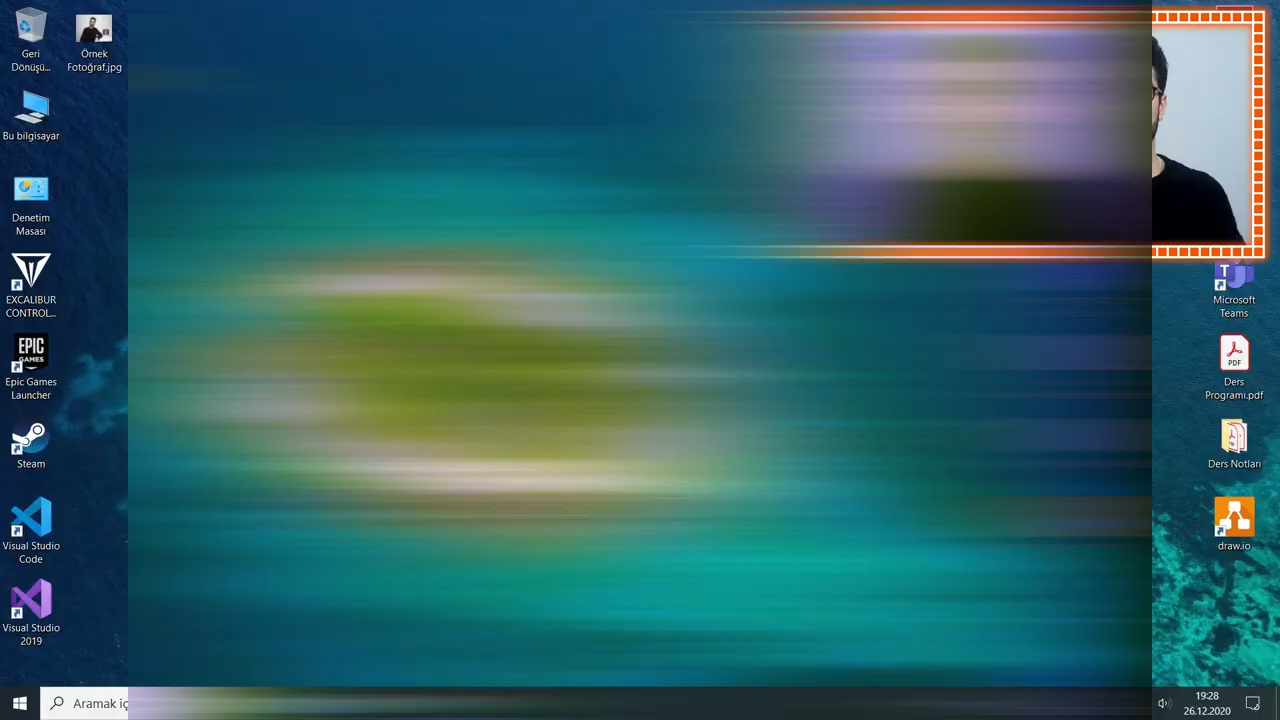 Geri
Dönüşü...
Örnek
Fotoğraf.jpg
Bu bilgisayar
Denetim
Masası
EXCALIBUR
CONTROL...
EPIC
GAMES
Epic Games
Launcher
Steam
Visual Studio
Code
Visual Studio
2019
T
Microsoft
Teams
PDF
Ders
Programı.pdf
Ders Notları
draw.io
Aramak iç
19:28
26.12.2020